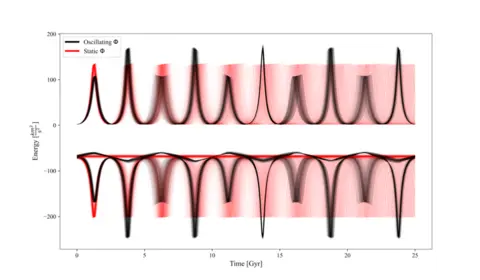 200
Oscillating Φ
Static Φ
100
0
−100
−200
Energy [km²/s²]
0 5 10 15 20 25
Time [Gyr]